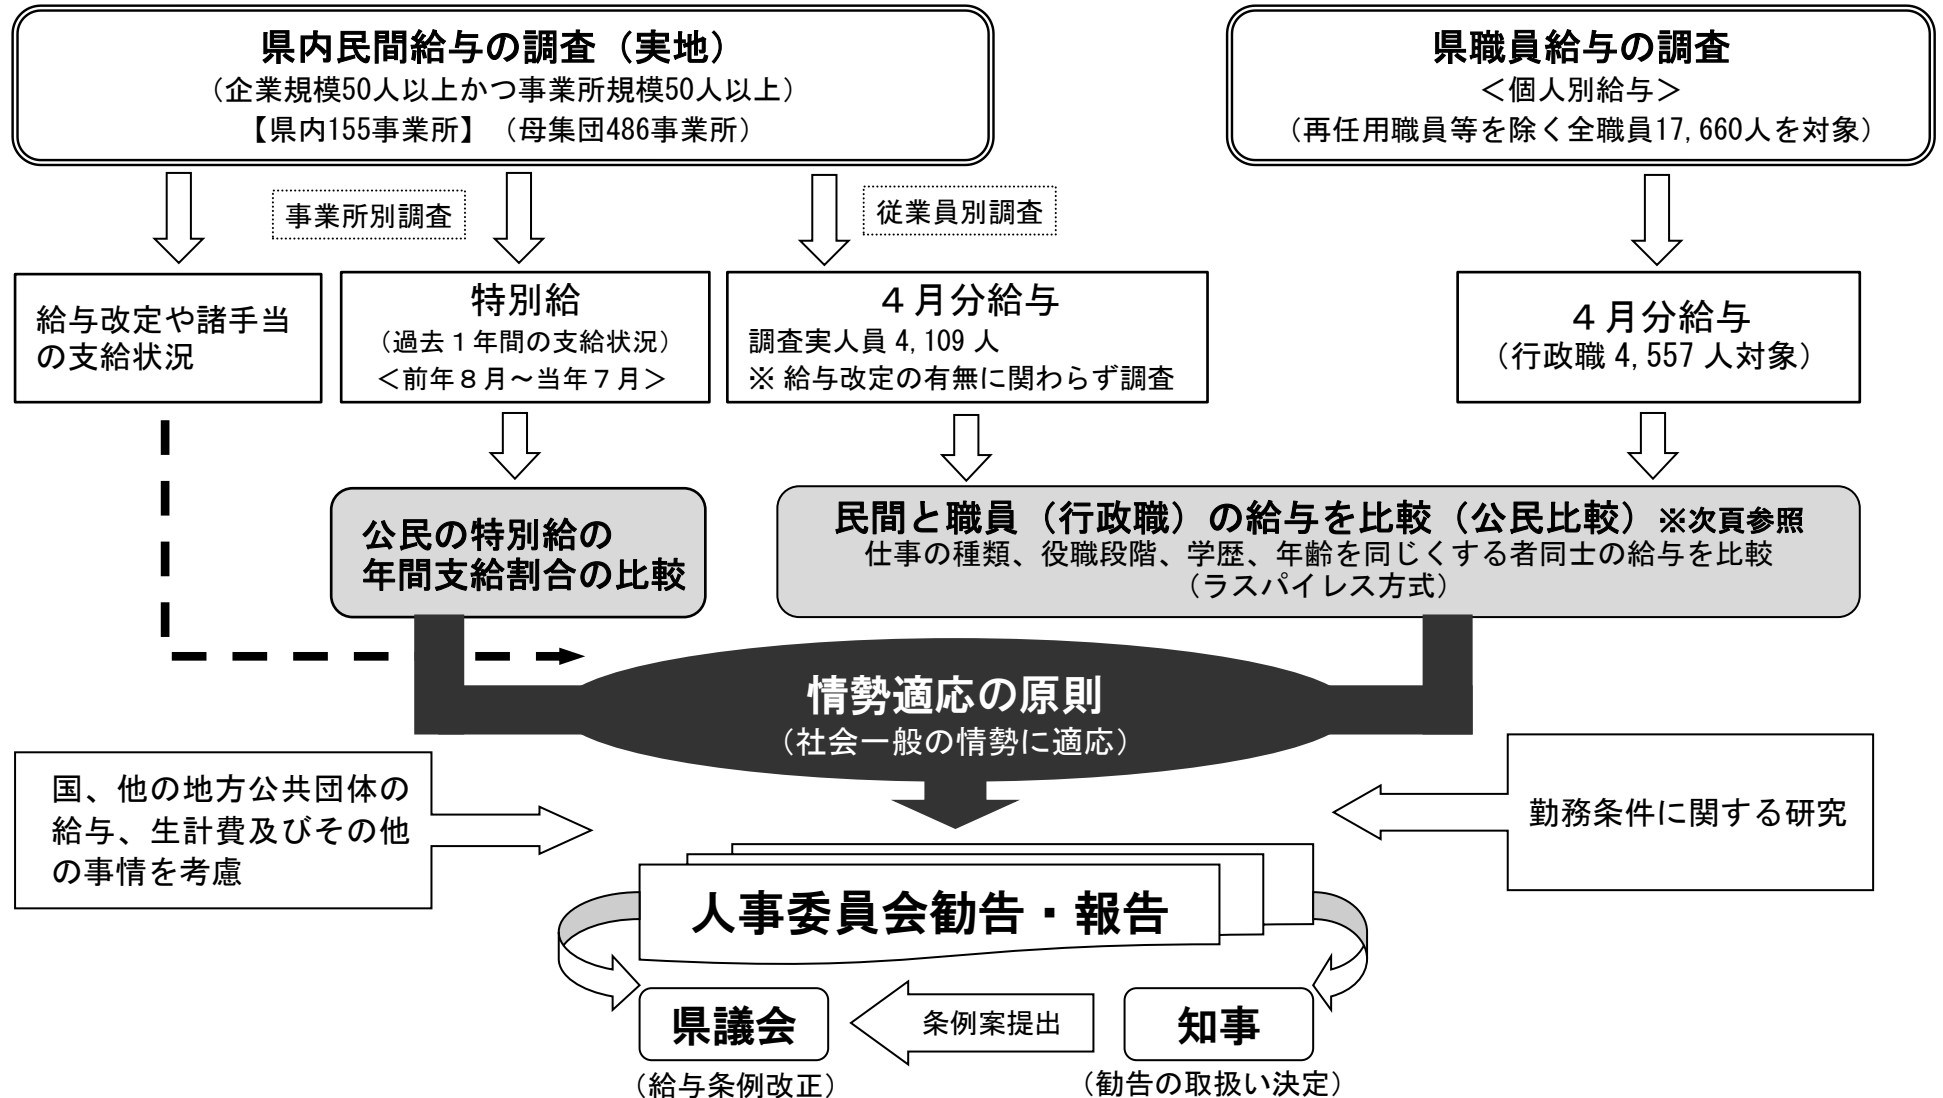 県内民間給与の調査（実地）
（企業規模50人以上かつ事業所規模50人以上）
【県内155事業所】（母集団486事業所）
県職員給与の調査
＜個人別給与＞
（再任用職員等を除く全職員17,660人を対象）
事業所別調査
従業員別調査
給与改定や諸手当
の支給状況
特別給
（過去１年間の支給状況）
＜前年８月～当年７月＞
４月分給与
調査実人員 4,109 人
※ 給与改定の有無に関わらず調査
４月分給与
（行政職 4,557 人対象）
公民の特別給の
年間支給割合の比較
民間と職員（行政職）の給与を比較（公民比較）※次頁参照
仕事の種類、役職段階、学歴、年齢を同じくする者同士の給与を比較
（ラスパイレス方式）
情勢適応の原則
（社会一般の情勢に適応）
国、他の地方公共団体の
給与、生計費及びその他
の事情を考慮
勤務条件に関する研究
人事委員会勧告・報告
県議会
条例案提出
知事
（給与条例改正）
（勧告の取扱い決定）